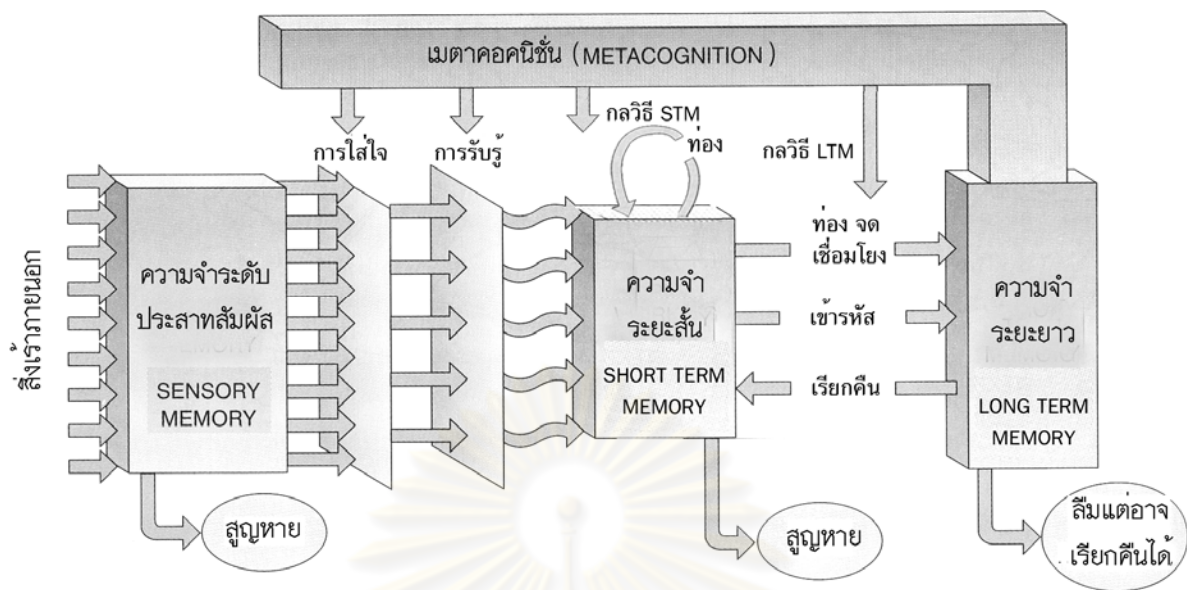 เมตาคอคนิชั่น (METACOGNITION)
กลวิธี STM
ท่อง
กลวิธี LTM
การใส่ใจ
การรับรู้
สิ่งเร้าภายนอก
ความจำระดับ
ประสาทสัมผัส
SENSORY
MEMORY
ความจำ
ระยะสั้น
SHORT TERM
MEMORY
ท่อง จด
เชื่อมโยง
เข้ารหัส
เรียกคืน
ความจำ
ระยะยาว
LONG TERM
MEMORY
สูญหาย
สูญหาย
ลืมแต่อาจ
เรียกคืนได้